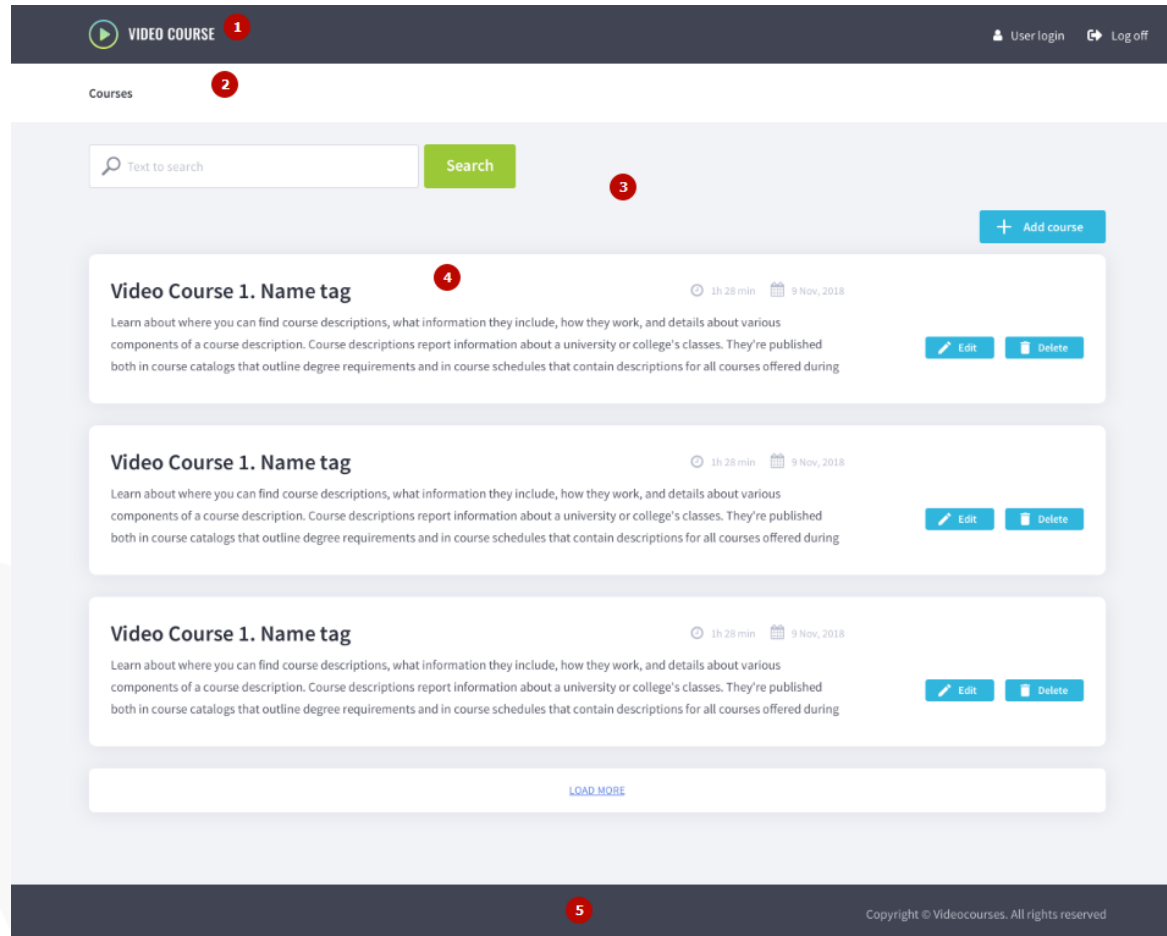 VIDEO COURSE 1 User login Log off
2
Courses
Text to search Search
3
+ Add course
4
Video Course 1. Name tag 1h 28 min 9 Nov, 2018
Learn about where you can find course descriptions, what information they include, how they work, and details about various
components of a course description. Course descriptions report information about a university or college's classes. They're published
both in course catalogs that outline degree requirements and in course schedules that contain descriptions for all courses offered during
Edit Delete
Video Course 1. Name tag 1h 28 min 9 Nov, 2018
Learn about where you can find course descriptions, what information they include, how they work, and details about various
components of a course description. Course descriptions report information about a university or college's classes. They're published
both in course catalogs that outline degree requirements and in course schedules that contain descriptions for all courses offered during
Edit Delete
Video Course 1. Name tag 1h 28 min 9 Nov, 2018
Learn about where you can find course descriptions, what information they include, how they work, and details about various
components of a course description. Course descriptions report information about a university or college's classes. They're published
both in course catalogs that outline degree requirements and in course schedules that contain descriptions for all courses offered during
Edit Delete
LOAD MORE
5
Copyright © Videocourses. All rights reserved